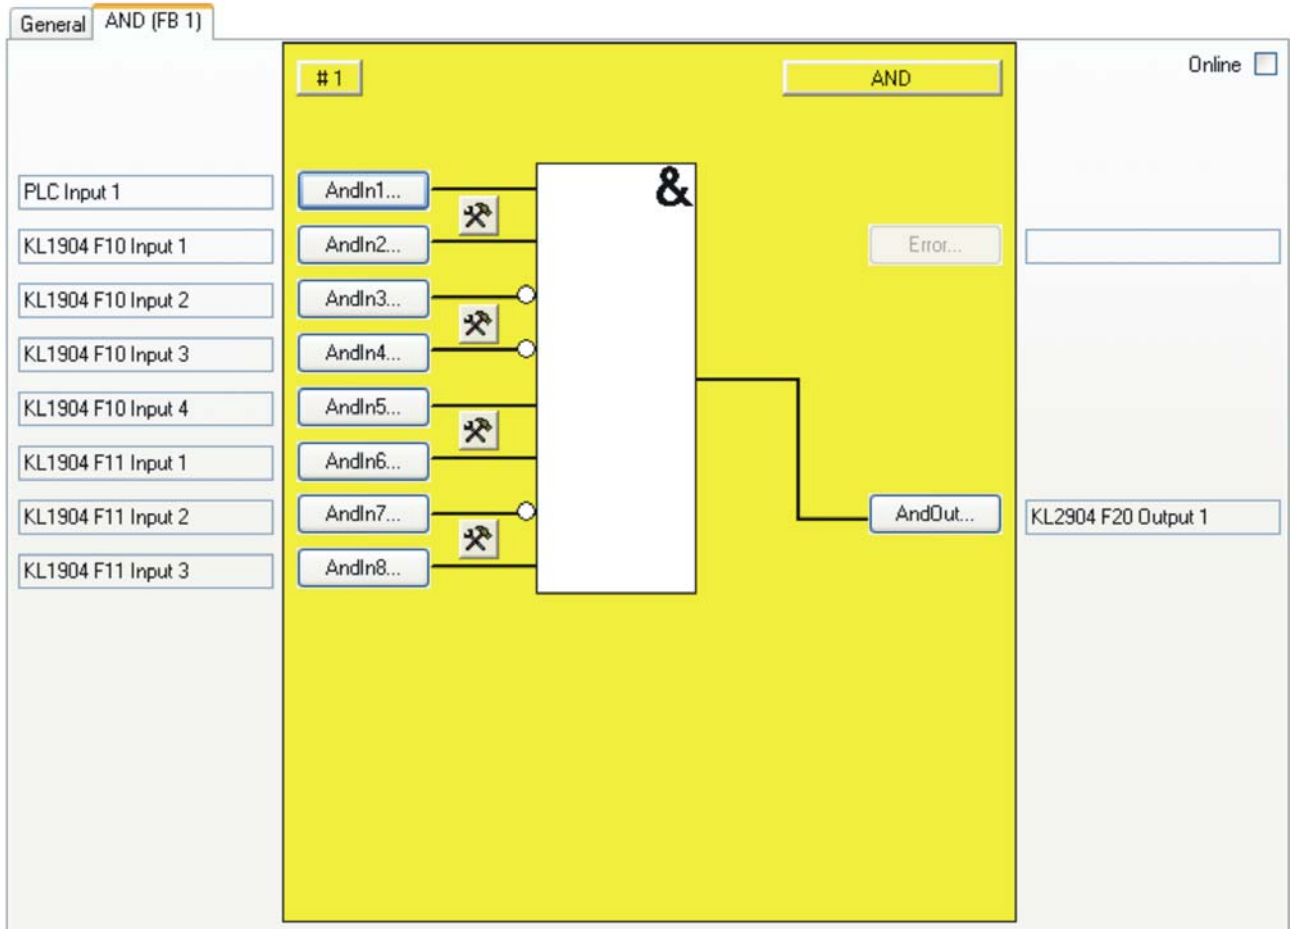 General
AND (FB 1)
# 1
AND
Online
PLC Input 1
AndIn1...
&
KL1904 F10 Input 1
AndIn2...
Error...
KL1904 F10 Input 2
AndIn3...
KL1904 F10 Input 3
AndIn4...
KL1904 F10 Input 4
AndIn5...
KL1904 F11 Input 1
AndIn6...
KL1904 F11 Input 2
AndIn7...
AndOut...
KL2904 F20 Output 1
KL1904 F11 Input 3
AndIn8...